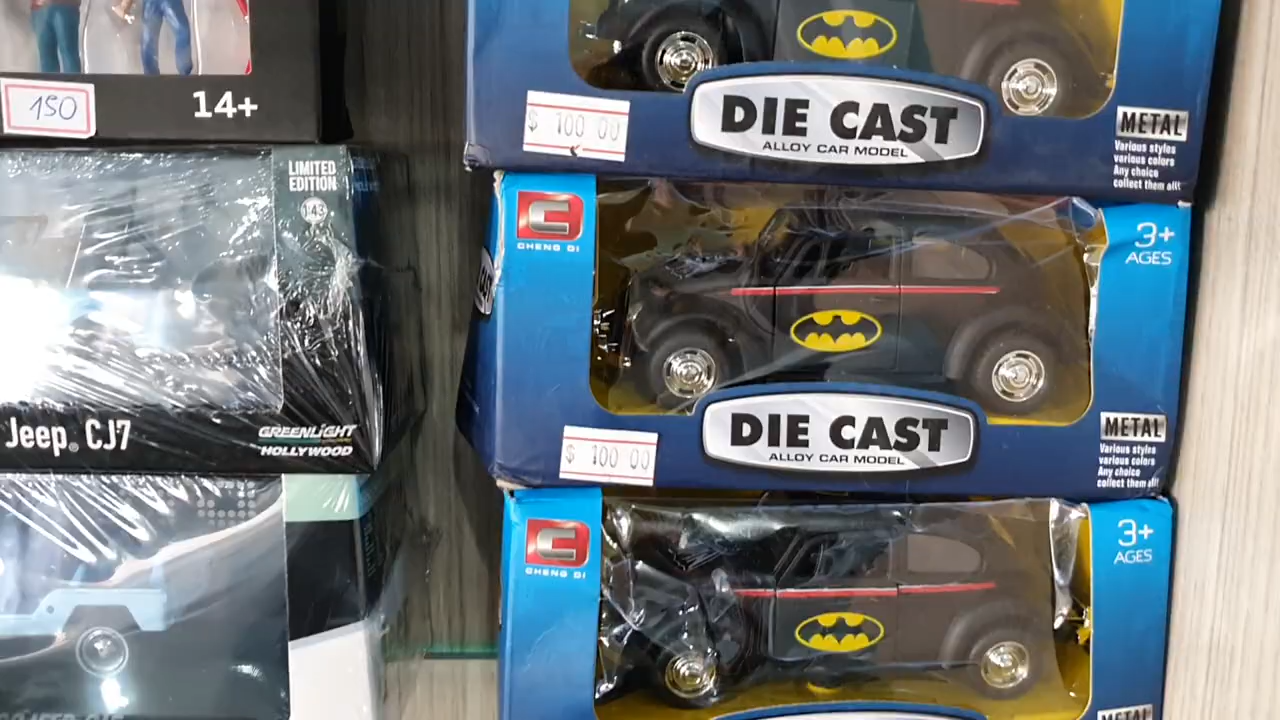 150
14+
LIMITED
EDITION
1:43
Jeep® CJ7
GREENLIGHT
HOLLYWOOD
$ 100 00
DIE CAST
ALLOY CAR MODEL
METAL
Various styles
various colors
Any choice
collect them all!
CHENG DI
3+
AGES
$ 100 00
DIE CAST
ALLOY CAR MODEL
METAL
Various styles
various colors
Any choice
collect them all!
CHENG DI
3+
AGES
METAL